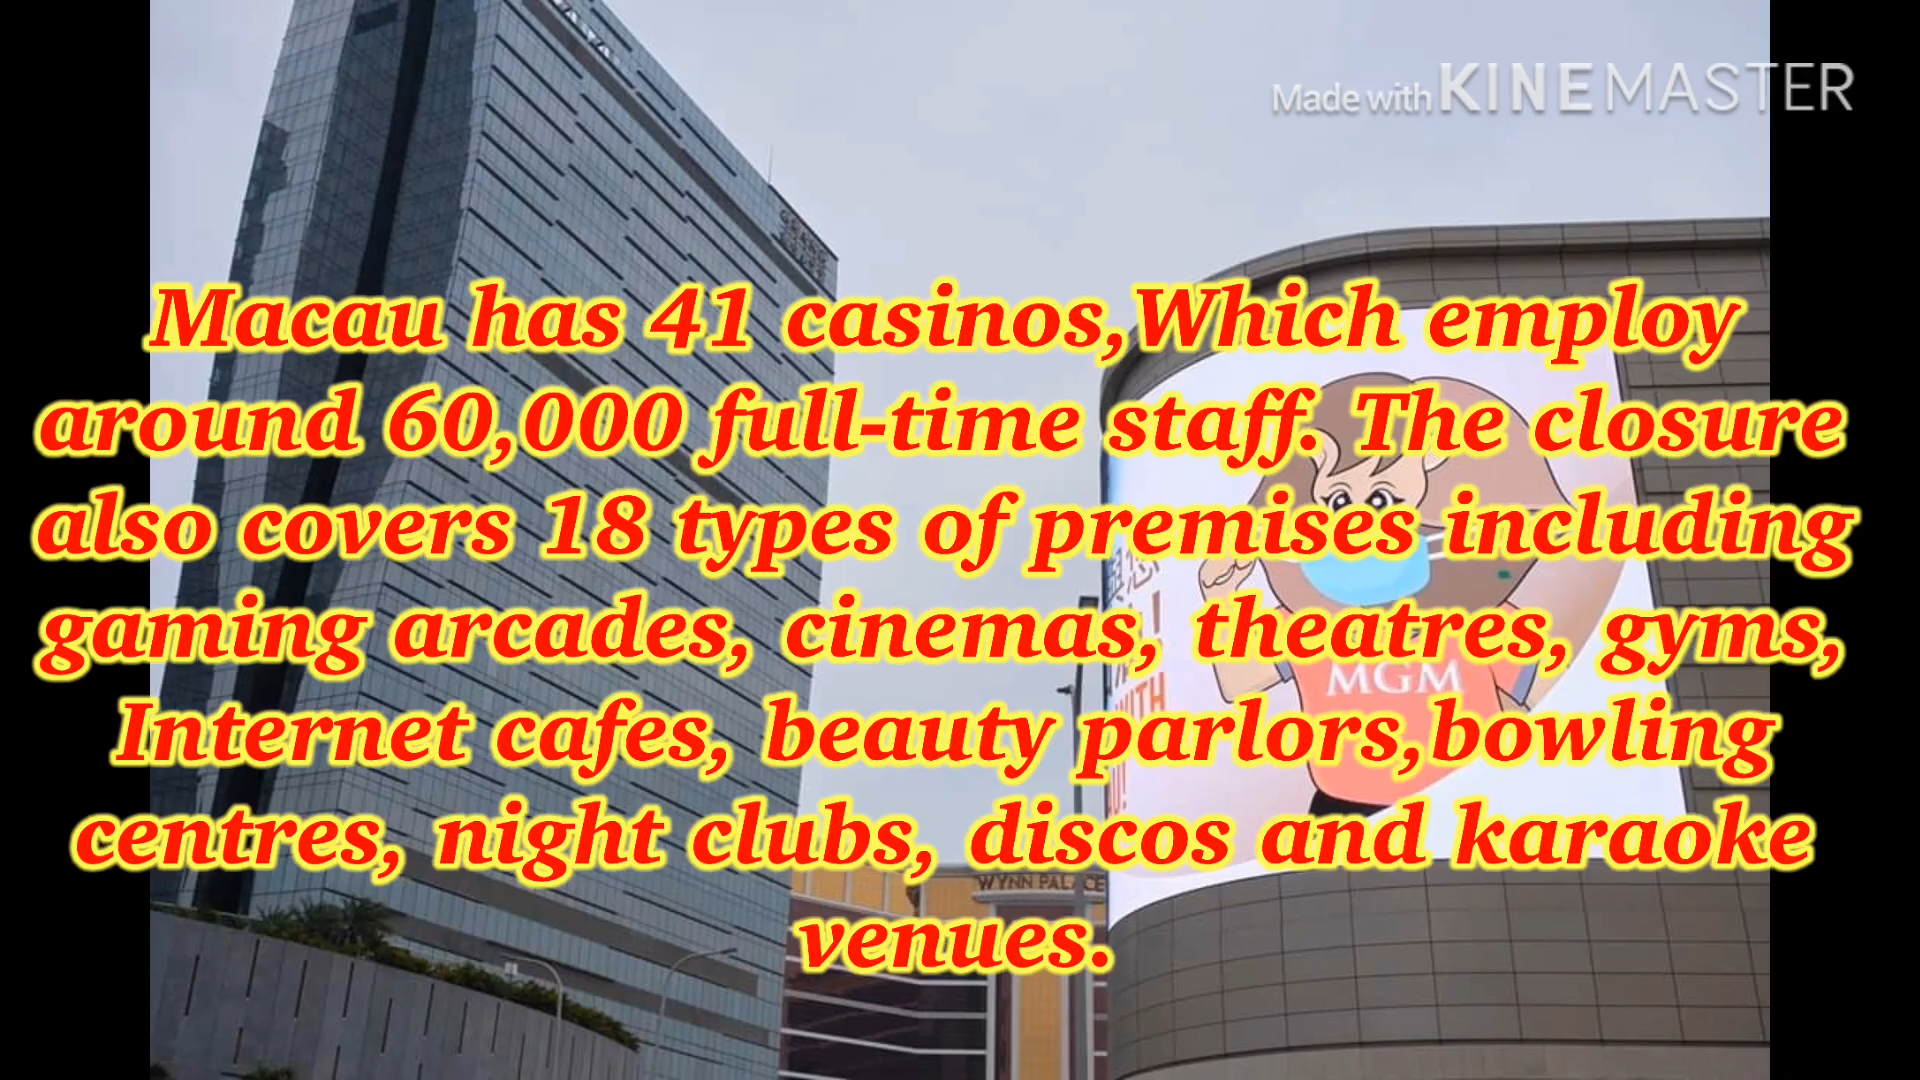 Made with KINEMASTER
Macau has 41 casinos,Which employ
around 60,000 full-time staff. The closure
also covers 18 types of premises including
gaming arcades, cinemas, theatres, gyms,
Internet cafes, beauty parlors,bowling
centres, night clubs, discos and karaoke
venues.
MGM
WITH
WYNN PALACE